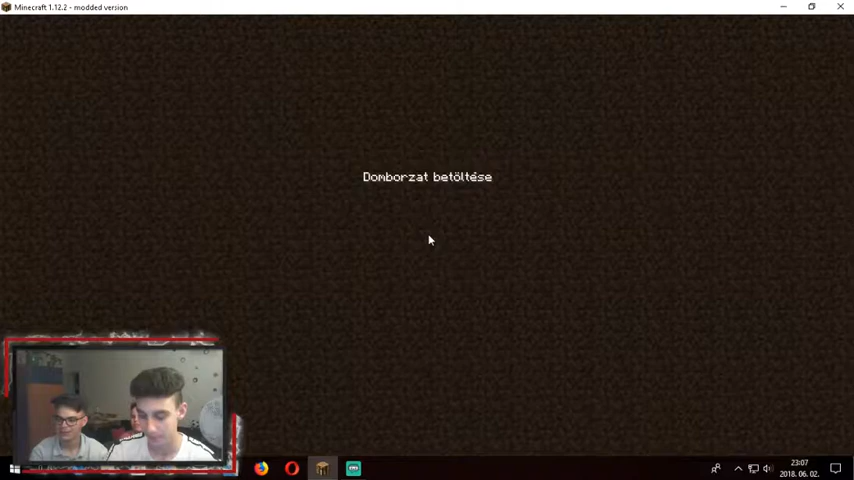 Minecraft 1.12.2 - modded version
Domborzat betöltése
23:07
2018. 06. 02.